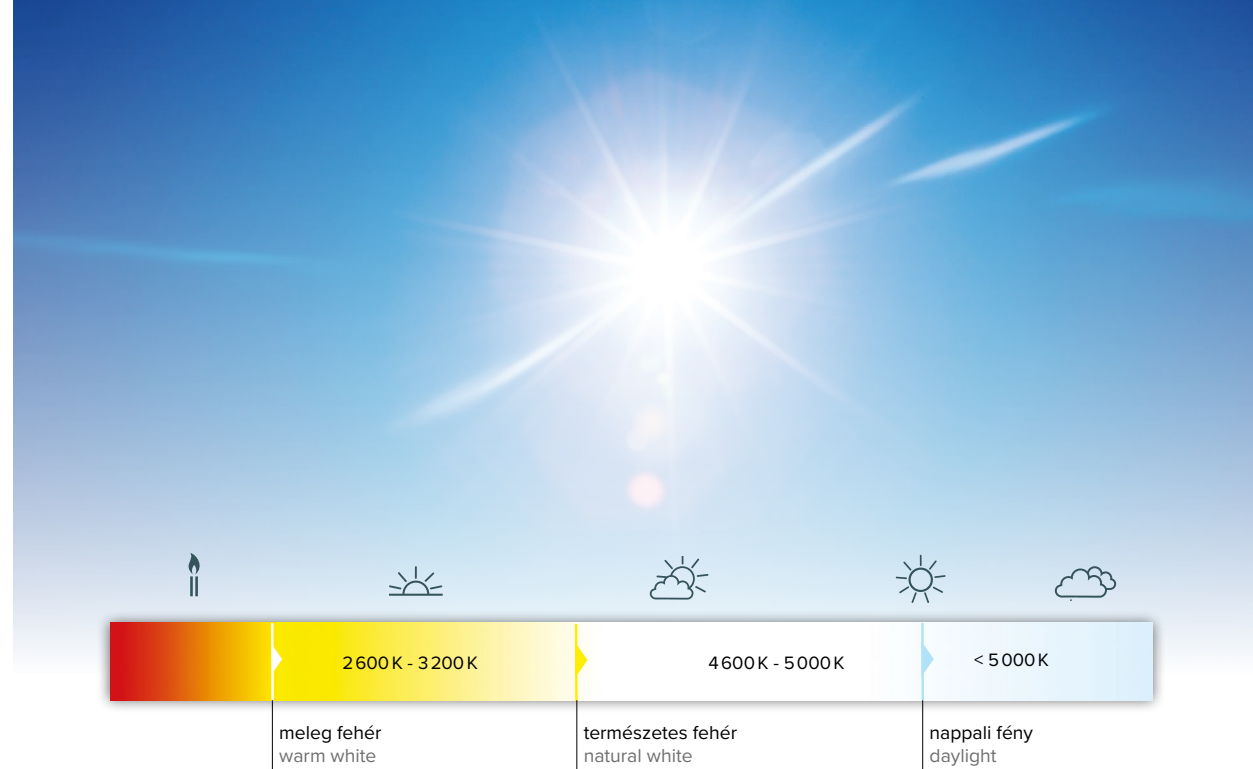 2600K - 3200K
4600K - 5000K
< 5000K
meleg fehér
warm white
természetes fehér
natural white
nappali fény
daylight